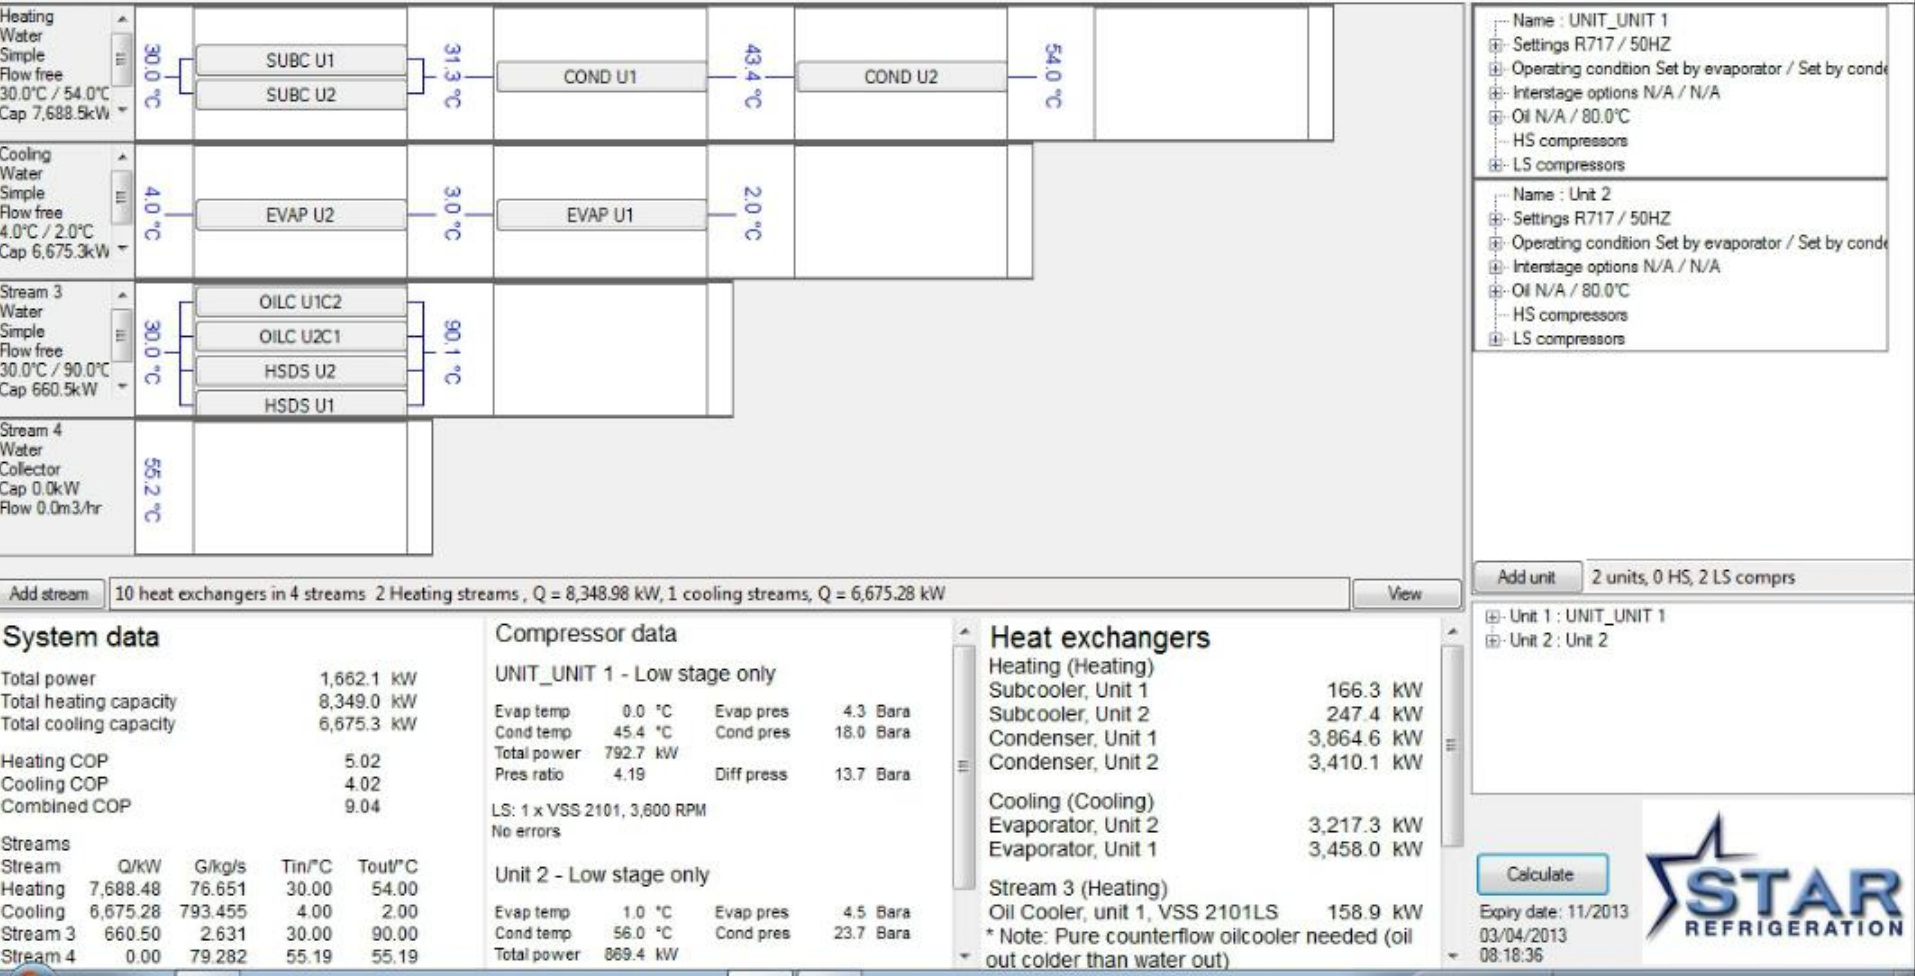 Heating
Water
Simple
Flow free
30.0°C / 54.0°C
Cap 7,688.5kW
30.0 °C
SUBC U1
SUBC U2
31.3 °C
COND U1
43.4 °C
COND U2
54.0 °C
Cooling
Water
Simple
Flow free
4.0°C / 2.0°C
Cap 6,675.3kW
4.0 °C
EVAP U2
3.0 °C
EVAP U1
2.0 °C
Stream 3
Water
Simple
Flow free
30.0°C / 90.0°C
Cap 660.5kW
30.0 °C
OILC U1C2
OILC U2C1
HSDS U2
HSDS U1
90.1 °C
Stream 4
Water
Collector
Cap 0.0kW
Flow 0.0m3/hr
55.2 °C
Name : UNIT_UNIT 1
Settings R717 / 50HZ
Operating condition Set by evaporator / Set by conde
Interstage options N/A / N/A
Oil N/A / 80.0°C
HS compressors
LS compressors
Name : Unit 2
Settings R717 / 50HZ
Operating condition Set by evaporator / Set by conde
Interstage options N/A / N/A
Oil N/A / 80.0°C
HS compressors
LS compressors
Add unit 2 units, 0 HS, 2 LS comprs
Add stream 10 heat exchangers in 4 streams 2 Heating streams , Q = 8,348.98 kW, 1 cooling streams, Q = 6,675.28 kW View
System data
Total power 1,662.1 kW
Total heating capacity 8,349.0 kW
Total cooling capacity 6,675.3 kW
Heating COP 5.02
Cooling COP 4.02
Combined COP 9.04
Streams
Stream Q/kW G/kg/s Tin/°C Tout/°C
Heating 7,688.48 76.651 30.00 54.00
Cooling 6,675.28 793.455 4.00 2.00
Stream 3 660.50 2.631 30.00 90.00
Stream 4 0.00 79.282 55.19 55.19
Compressor data
UNIT_UNIT 1 - Low stage only
Evap temp 0.0 °C Evap pres 4.3 Bara
Cond temp 45.4 °C Cond pres 18.0 Bara
Total power 792.7 kW
Pres ratio 4.19 Diff press 13.7 Bara
LS: 1 x VSS 2101, 3,600 RPM
No errors
Unit 2 - Low stage only
Evap temp 1.0 °C Evap pres 4.5 Bara
Cond temp 56.0 °C Cond pres 23.7 Bara
Total power 869.4 kW
Heat exchangers
Heating (Heating)
Subcooler, Unit 1 166.3 kW
Subcooler, Unit 2 247.4 kW
Condenser, Unit 1 3,864.6 kW
Condenser, Unit 2 3,410.1 kW
Cooling (Cooling)
Evaporator, Unit 2 3,217.3 kW
Evaporator, Unit 1 3,458.0 kW
Stream 3 (Heating)
Oil Cooler, unit 1, VSS 2101LS 158.9 kW
* Note: Pure counterflow oilcooler needed (oil
out colder than water out)
Unit 1 : UNIT_UNIT 1
Unit 2 : Unit 2
Calculate
Expiry date: 11/2013
03/04/2013
08:18:36
STAR
REFRIGERATION